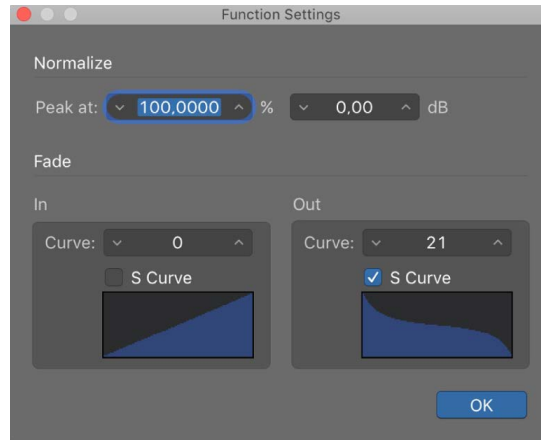 Function Settings
Normalize
Peak at: 100,0000 % 0,00 dB
Fade
In Out
Curve: 0 Curve: 21
S Curve S Curve
OK